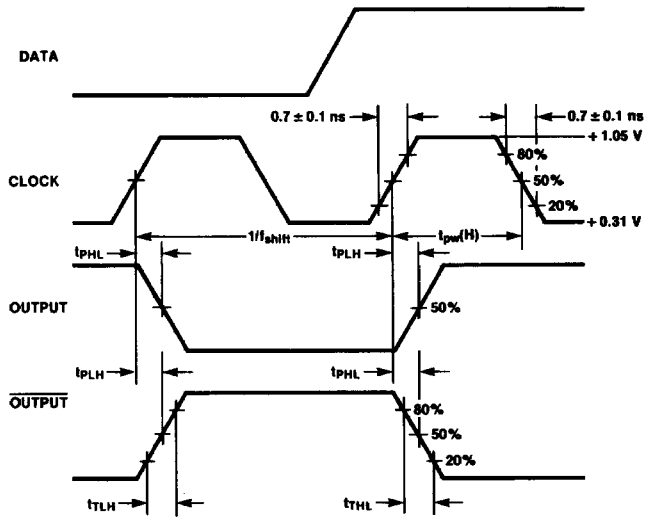 DATA
0.7 ± 0.1 ns
0.7 ± 0.1 ns
+ 1.05 V
80%
80%
CLOCK
50%
20%
+ 0.31 V
1/fshift
tpw(H)
tPHL
tPLH
OUTPUT
50%
tPLH
tPHL
OUTPUT
80%
50%
20%
tTLH
tTHL